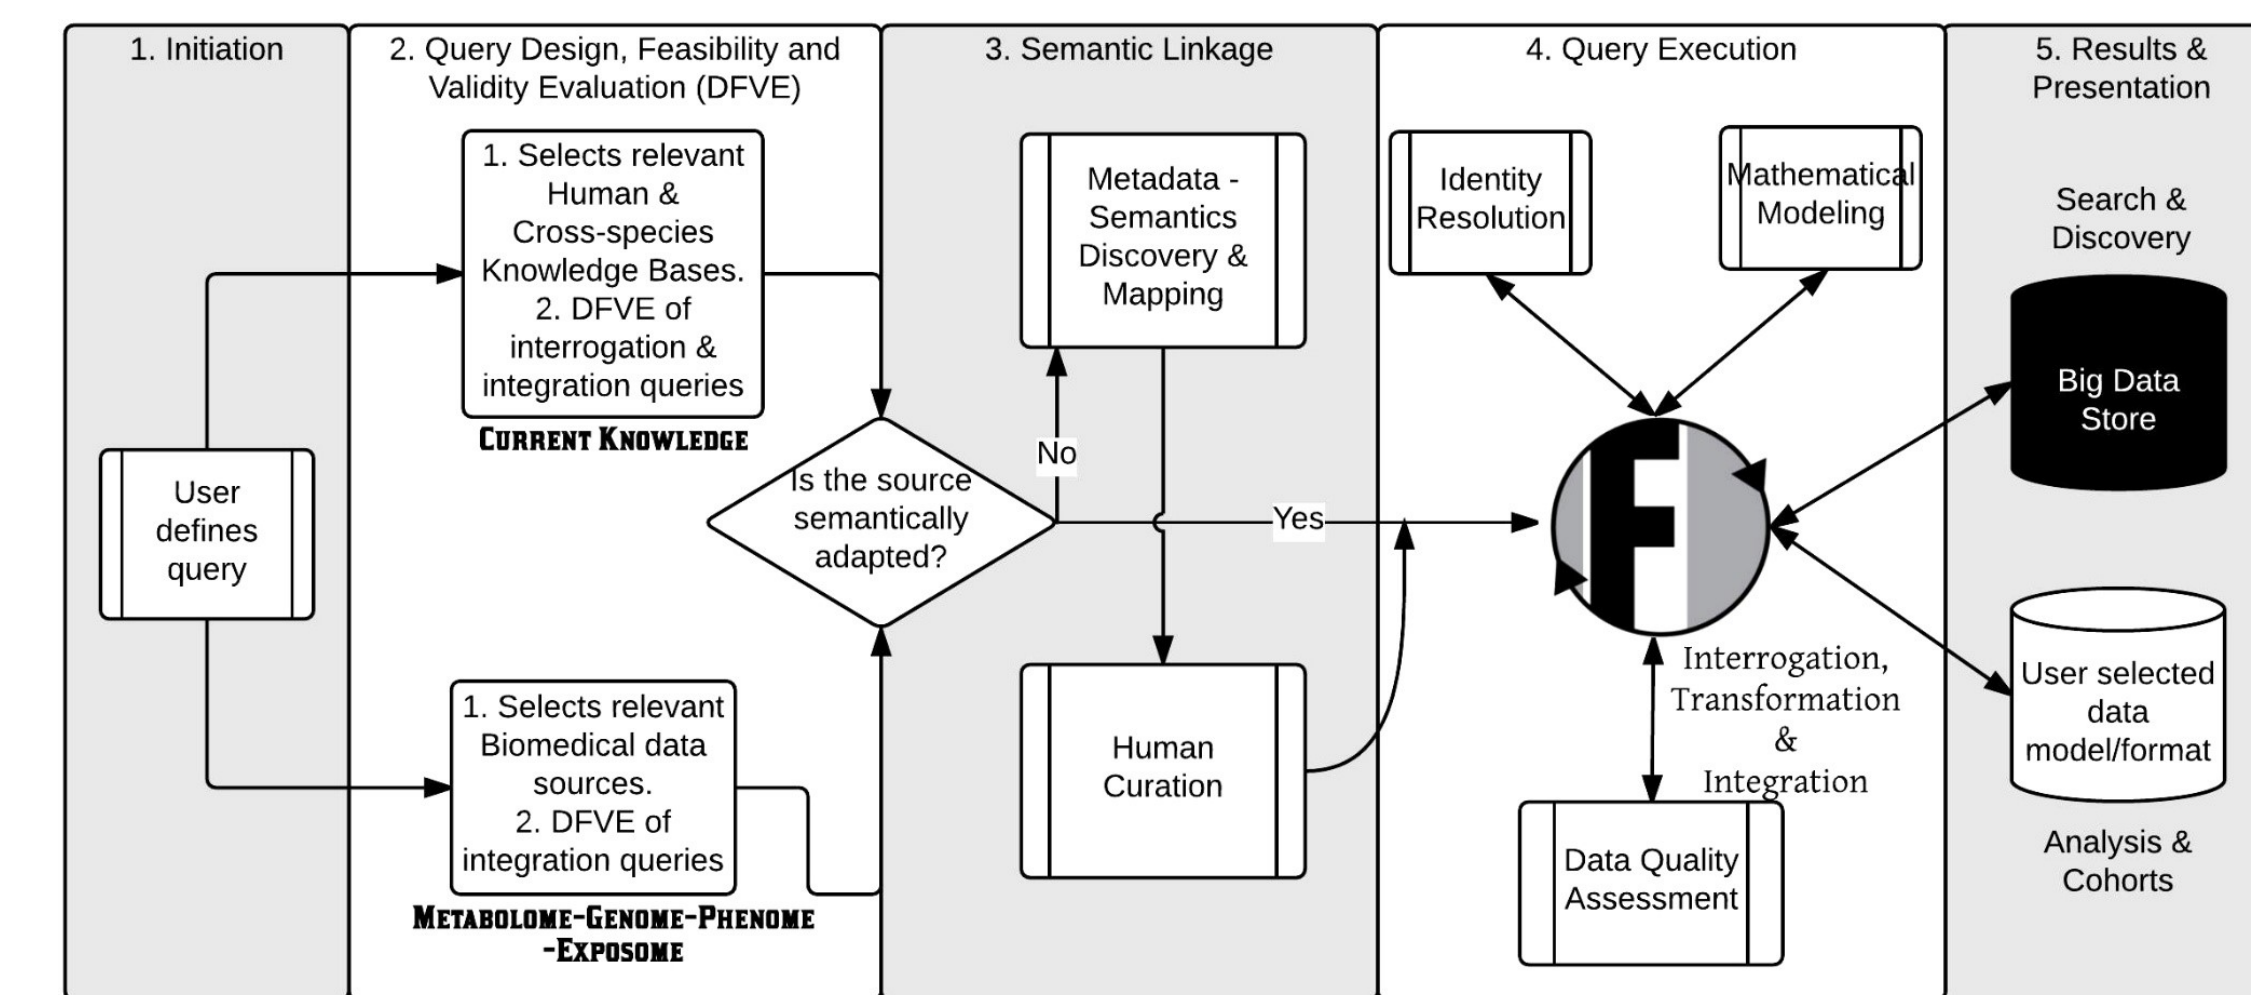 1. Initiation
2. Query Design, Feasibility and
Validity Evaluation (DFVE)
3. Semantic Linkage
4. Query Execution
5. Results &
Presentation
User
defines
query
1. Selects relevant
Human &
Cross-species
Knowledge Bases.
2. DFVE of
interrogation &
integration queries
CURRENT KNOWLEDGE
1. Selects relevant
Biomedical data
sources.
2. DFVE of
integration queries
METABOLOME-GENOME-PHENOME
-EXPOSOME
Is the source
semantically
adapted?
No
Yes
Metadata -
Semantics
Discovery &
Mapping
Human
Curation
Identity
Resolution
Mathematical
Modeling
F
Interrogation,
Transformation
&
Integration
Data Quality
Assessment
Search &
Discovery
Big Data
Store
User selected
data
model/format
Analysis &
Cohorts